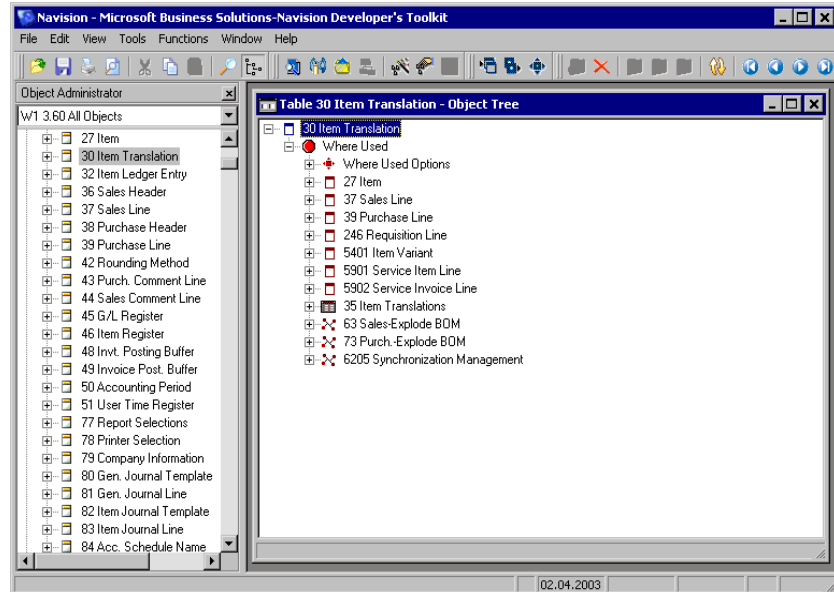 Navision - Microsoft Business Solutions-Navision Developer's Toolkit
File Edit View Tools Functions Window Help
Object Administrator
W1 3.60 All Objects
27 Item
30 Item Translation
32 Item Ledger Entry
36 Sales Header
37 Sales Line
38 Purchase Header
39 Purchase Line
42 Rounding Method
43 Purch. Comment Line
44 Sales Comment Line
45 G/L Register
46 Item Register
48 Invt. Posting Buffer
49 Invoice Post. Buffer
50 Accounting Period
51 User Time Register
77 Report Selections
78 Printer Selection
79 Company Information
80 Gen. Journal Template
81 Gen. Journal Line
82 Item Journal Template
83 Item Journal Line
84 Acc. Schedule Name
Table 30 Item Translation - Object Tree
30 Item Translation
Where Used
Where Used Options
27 Item
37 Sales Line
39 Purchase Line
246 Requisition Line
5401 Item Variant
5901 Service Item Line
5902 Service Invoice Line
35 Item Translations
63 Sales-Explode BOM
73 Purch.-Explode BOM
6205 Synchronization Management
02.04.2003